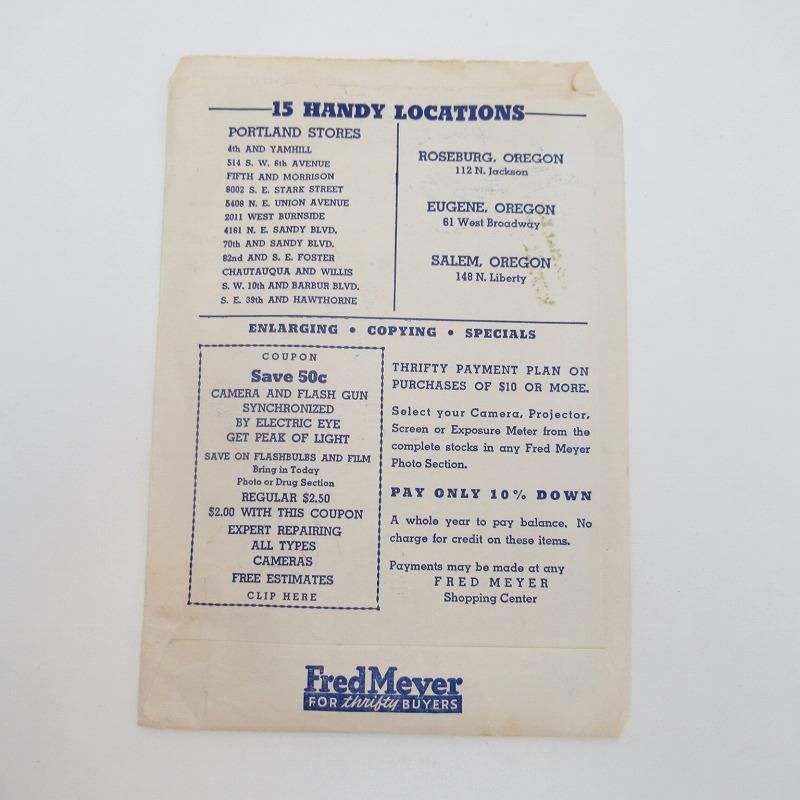 15 HANDY LOCATIONS
PORTLAND STORES
4th AND YAMHILL
514 S. W. 6th AVENUE
FIFTH AND MORRISON
8002 S. E. STARK STREET
5408 N. E. UNION AVENUE
2011 WEST BURNSIDE
4161 N. E. SANDY BLVD.
70th AND SANDY BLVD.
82nd AND S. E. FOSTER
CHAUTAUQUA AND WILLIS
S. W. 10th AND BARBUR BLVD.
S. E. 39th AND HAWTHORNE
ROSEBURG, OREGON
112 N. Jackson
EUGENE, OREGON
61 West Broadway
SALEM, OREGON
148 N. Liberty
ENLARGING • COPYING • SPECIALS
COUPON
Save 50c
CAMERA AND FLASH GUN
SYNCHRONIZED
BY ELECTRIC EYE
GET PEAK OF LIGHT
SAVE ON FLASHBULBS AND FILM
Bring in Today
Photo or Drug Section
REGULAR $2.50
$2.00 WITH THIS COUPON
EXPERT REPAIRING
ALL TYPES
CAMERAS
FREE ESTIMATES
CLIP HERE
THRIFTY PAYMENT PLAN ON
PURCHASES OF $10 OR MORE.
Select your Camera, Projector,
Screen or Exposure Meter from the
complete stocks in any Fred Meyer
Photo Section.
PAY ONLY 10% DOWN
A whole year to pay balance. No
charge for credit on these items.
Payments may be made at any
FRED MEYER
Shopping Center
Fred Meyer
FOR thrifty BUYERS